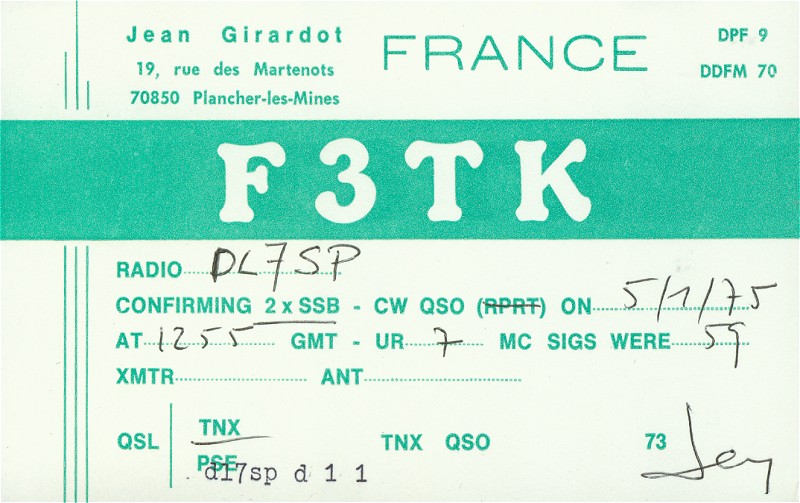 Jean Girardot
19, rue des Martenots
70850 Plancher-les-Mines
FRANCE
DPF 9
DDFM 70
F3TK
RADIO DL7SP
CONFIRMING 2 x SSB - CW QSO (RPRT) ON 5/1/75
AT 1255 GMT - UR 7 MC SIGS WERE 59
XMTR ANT
QSL TNX TNX QSO 73
PSE
dl7sp d 1 1